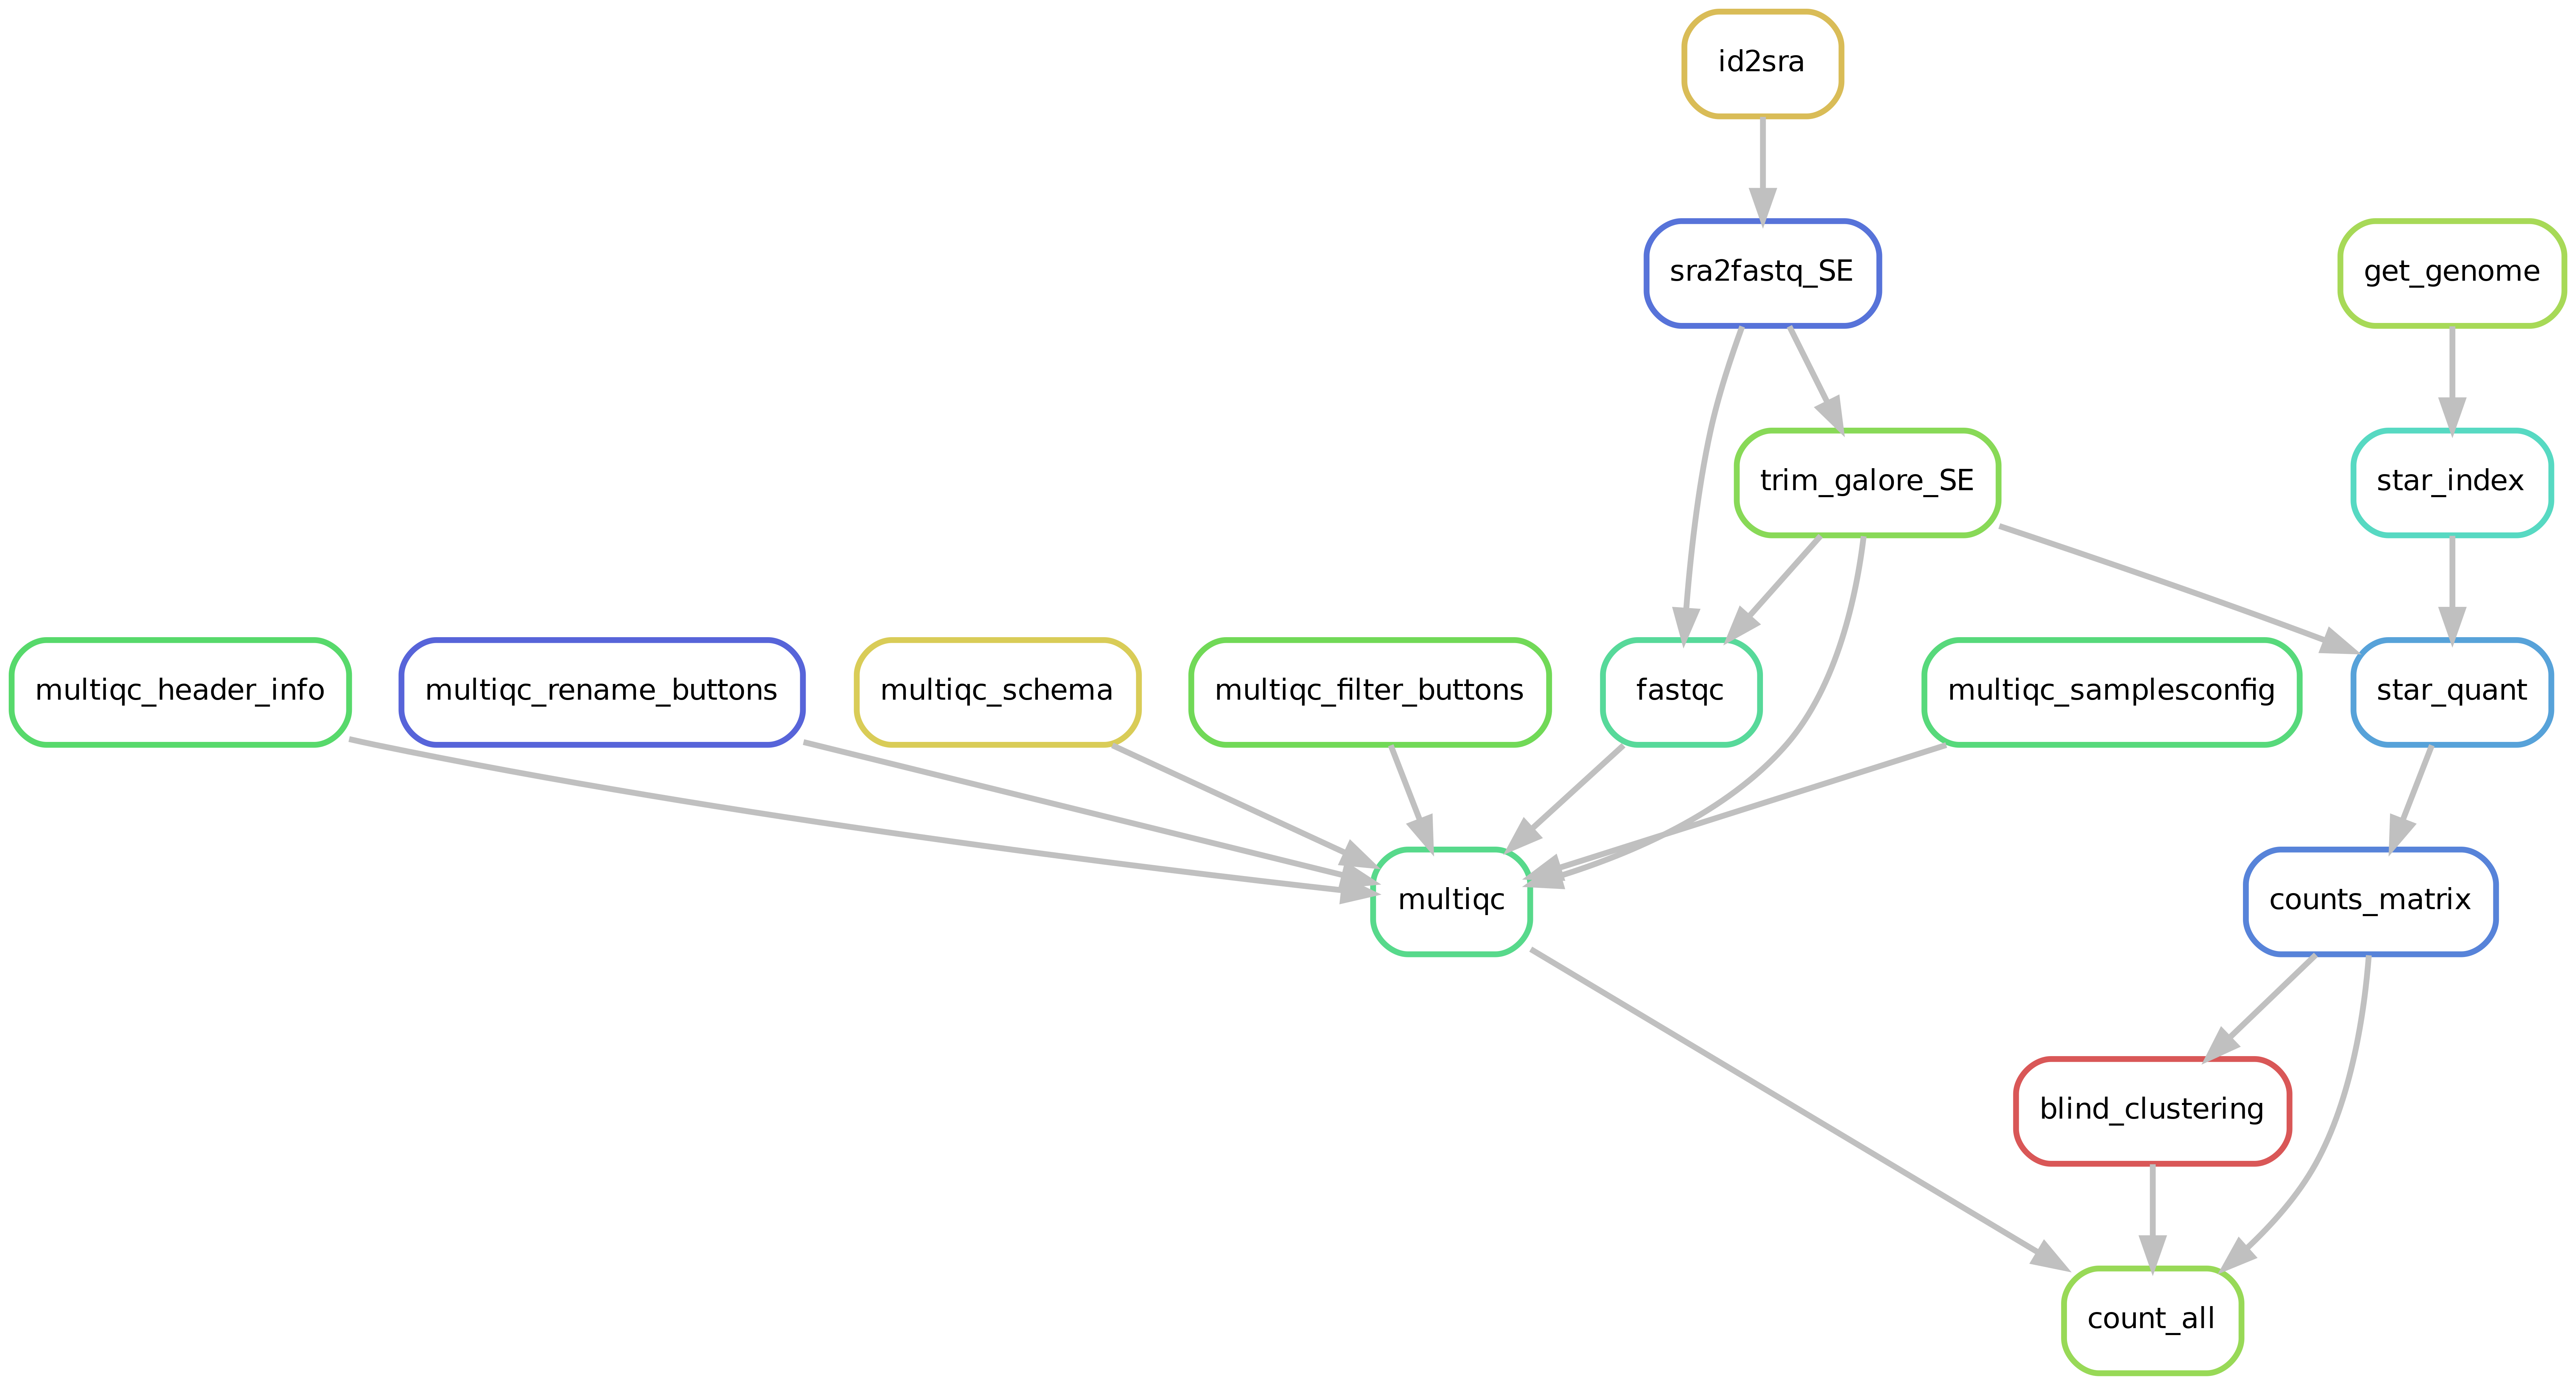 id2sra
sra2fastq_SE
get_genome
trim_galore_SE
star_index
multiqc_header_info
multiqc_rename_buttons
multiqc_schema
multiqc_filter_buttons
fastqc
multiqc_samplesconfig
star_quant
multiqc
counts_matrix
blind_clustering
count_all